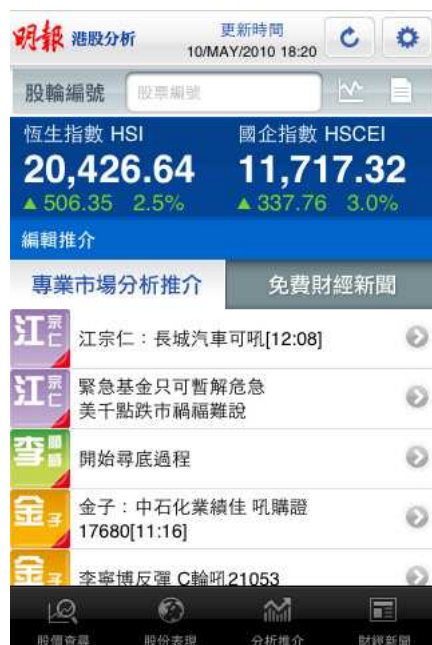 明報 港股分析
更新時間
10/MAY/2010 18:20
股輪編號
股票編號
恆生指數 HSI
國企指數 HSCEI
20,426.64
11,717.32
▲ 506.35 2.5%
▲ 337.76 3.0%
編輯推介
專業市場分析推介
免費財經新聞
江宗仁
江宗仁：長城汽車可吼[12:08]
江宗仁
緊急基金只可暫解危急
美千點跌市禍福難說
李
開始尋底過程
金子
金子：中石化業績佳 吼購證
17680[11:16]
金子
李寧博反彈 C輪吼21053
股價查尋
股份表現
分析推介
財經新聞